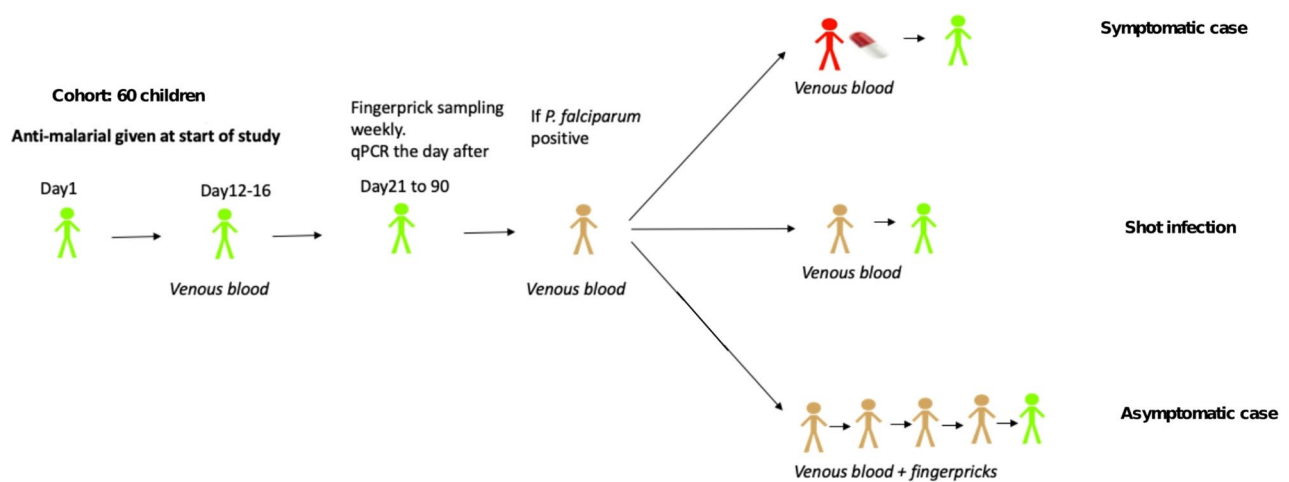 Symptomatic case
Venous blood
Cohort: 60 children
Anti-malarial given at start of study
Fingerprick sampling
weekly.
qPCR the day after
If P. falciparum
positive
Day1
Day12-16
Day21 to 90
Venous blood
Venous blood
Shot infection
Venous blood
Asymptomatic case
Venous blood + fingerpricks